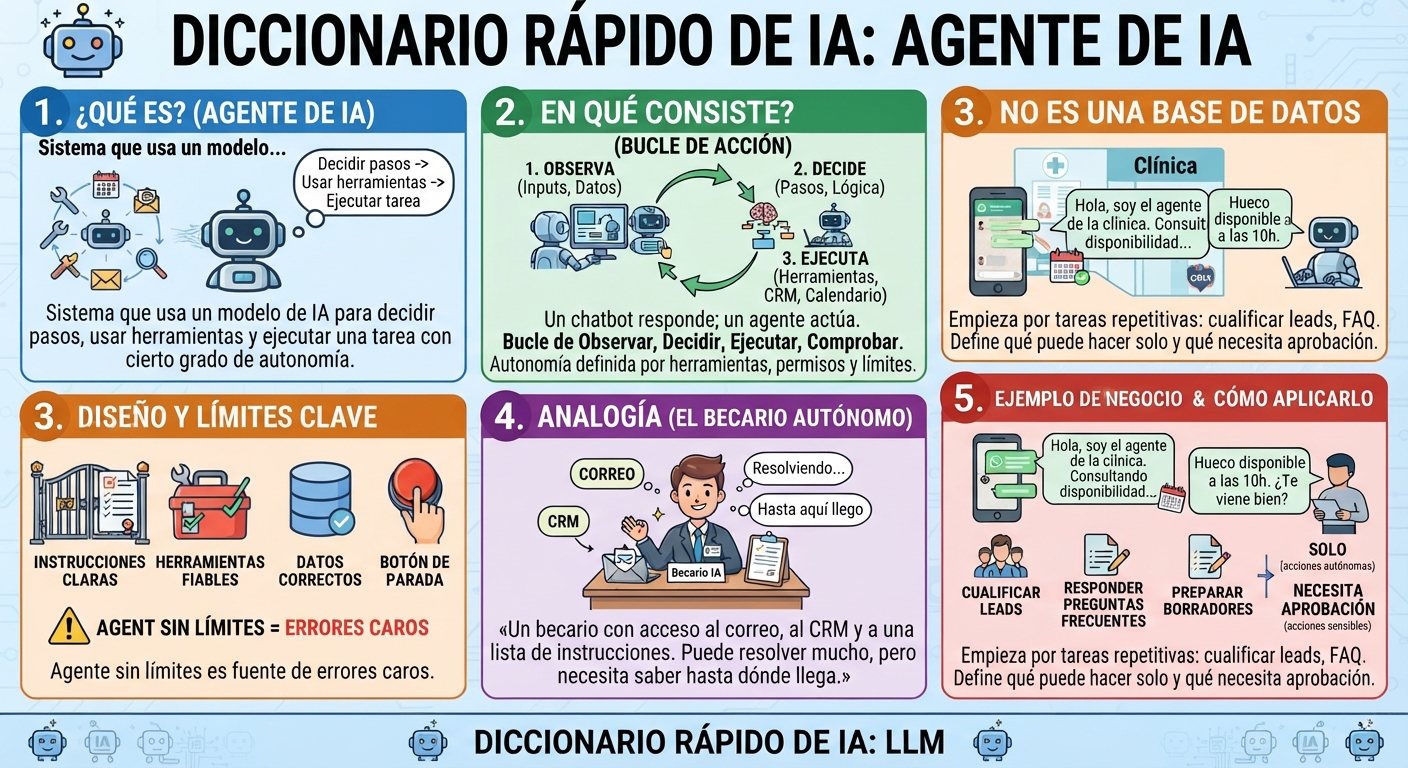 DICCIONARIO RÁPIDO DE IA: AGENTE DE IA
1. ¿QUÉ ES? (AGENTE DE IA)
Sistema que usa un modelo...
Decidir pasos ->
Usar herramientas ->
Ejecutar tarea
Sistema que usa un modelo de IA para decidir
pasos, usar herramientas y ejecutar una tarea con
cierto grado de autonomía.
2. EN QUÉ CONSISTE?
(BUCLE DE ACCIÓN)
1. OBSERVA
(Inputs, Datos)
2. DECIDE
(Pasos, Lógica)
3. EJECUTA
(Herramientas,
CRM, Calendario)
Un chatbot responde; un agente actúa.
Bucle de Observar, Decidir, Ejecutar, Comprobar.
Autonomía definida por herramientas, permisos y límites.
3. NO ES UNA BASE DE DATOS
Clínica
Hola, soy el agente
de la clínica. Consult
disponibilidad...
Hueco
disponible a
a las 10h.
Empieza por tareas repetitivas: cualificar leads, FAQ.
Define qué puede hacer solo y qué necesita aprobación.
3. DISEÑO Y LÍMITES CLAVE
INSTRUCCIONES
CLARAS
HERRAMIENTAS
FIABLES
DATOS
CORRECTOS
BOTÓN DE
PARADA
AGENT SIN LÍMITES = ERRORES CAROS
Agente sin límites es fuente de errores caros.
4. ANALOGÍA (EL BECARIO AUTÓNOMO)
CORREO
CRM
Resolviendo...
Hasta aquí llego
Becario IA
«Un becario con acceso al correo, al CRM y a una
lista de instrucciones. Puede resolver mucho, pero
necesita saber hasta dónde llega.»
5. EJEMPLO DE NEGOCIO & CÓMO APLICARLO
Hola, soy el agente
de la clínica.
Consultando
disponibilidad...
Hueco disponible
a las 10h. ¿Te
viene bien?
CUALIFICAR
LEADS
RESPONDER
PREGUNTAS
FRECUENTES
PREPARAR
BORRADORES
SOLO
(acciones autónomas)
NECESITA
APROBACIÓN
(acciones sensibles)
Empieza por tareas repetitivas: cualificar leads, FAQ.
Define qué puede hacer solo y qué necesita aprobación.
IA
DICCIONARIO RÁPIDO DE IA: LLM
IA